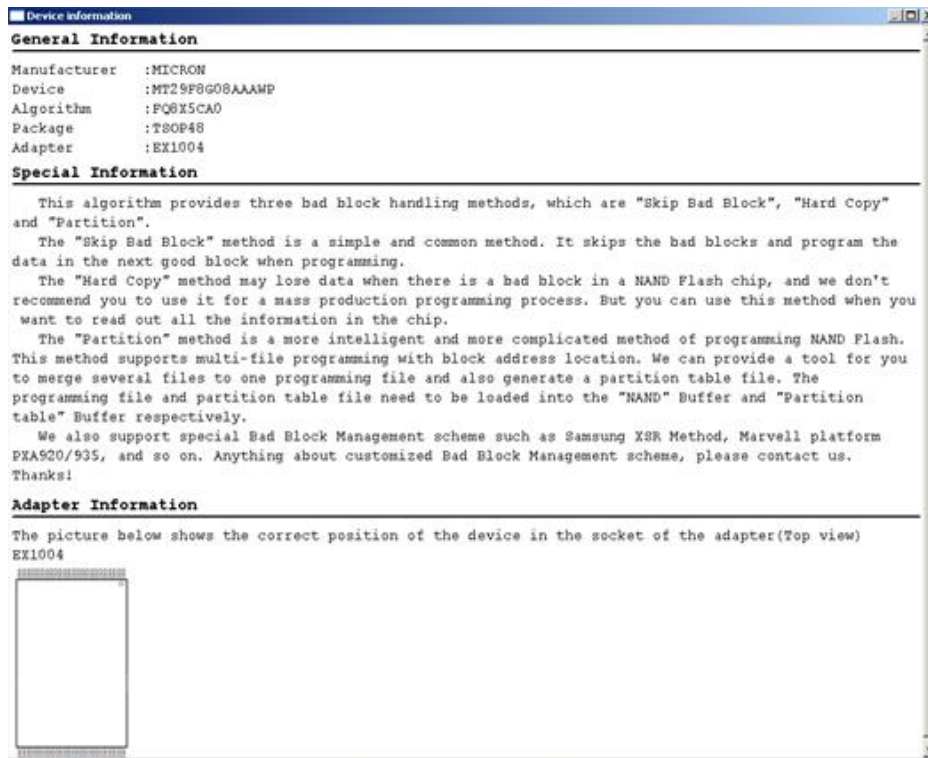 Device information
General Information
Manufacturer :MICRON
Device :MT29F8G08AAAWP
Algorithm :FQ8X5CA0
Package :TSOP48
Adapter :EX1004
Special Information
This algorithm provides three bad block handling methods, which are "Skip Bad Block", "Hard Copy"
and "Partition".
The "Skip Bad Block" method is a simple and common method. It skips the bad blocks and program the
data in the next good block when programming.
The "Hard Copy" method may lose data when there is a bad block in a NAND Flash chip, and we don't
recommend you to use it for a mass production programming process. But you can use this method when you
want to read out all the information in the chip.
The "Partition" method is a more intelligent and more complicated method of programming NAND Flash.
This method supports multi-file programming with block address location. We can provide a tool for you
to merge several files to one programming file and also generate a partition table file. The
programming file and partition table file need to be loaded into the "NAND" Buffer and "Partition
table" Buffer respectively.
We also support special Bad Block Management scheme such as Samsung XSR Method, Marvell platform
PXA920/935, and so on. Anything about customized Bad Block Management scheme, please contact us.
Thanks!
Adapter Information
The picture below shows the correct position of the device in the socket of the adapter(Top view)
EX1004